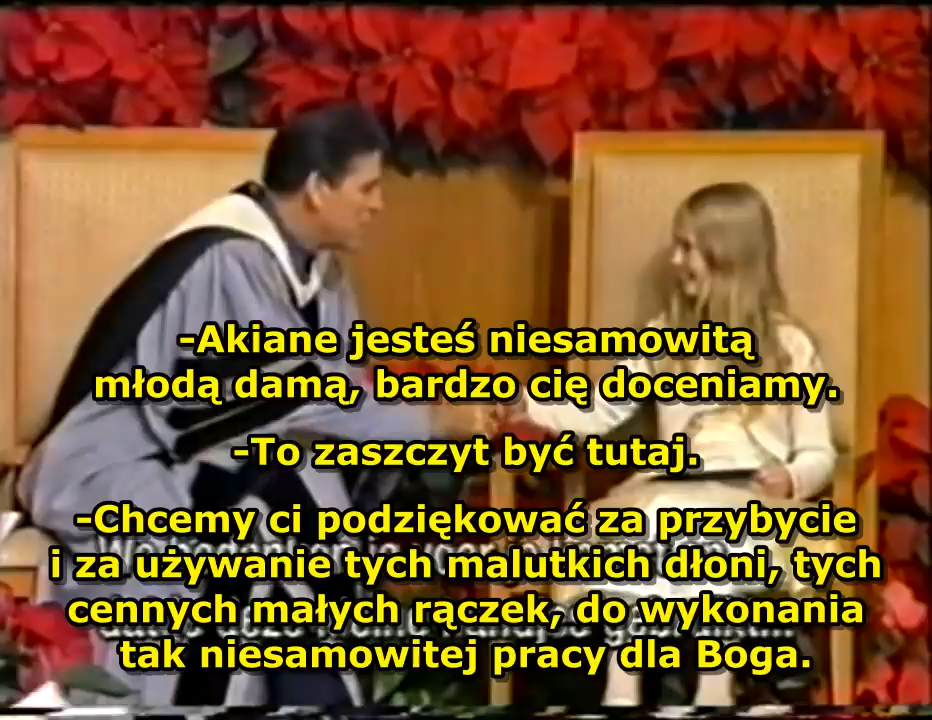 -Akiane jesteś niesamowitą
młodą damą, bardzo cię doceniamy.
-To zaszczyt być tutaj.
-Chcemy ci podziękować za przybycie
i za używanie tych malutkich dłoni, tych
cennych małych rączek, do wykonania
tak niesamowitej pracy dla Boga.